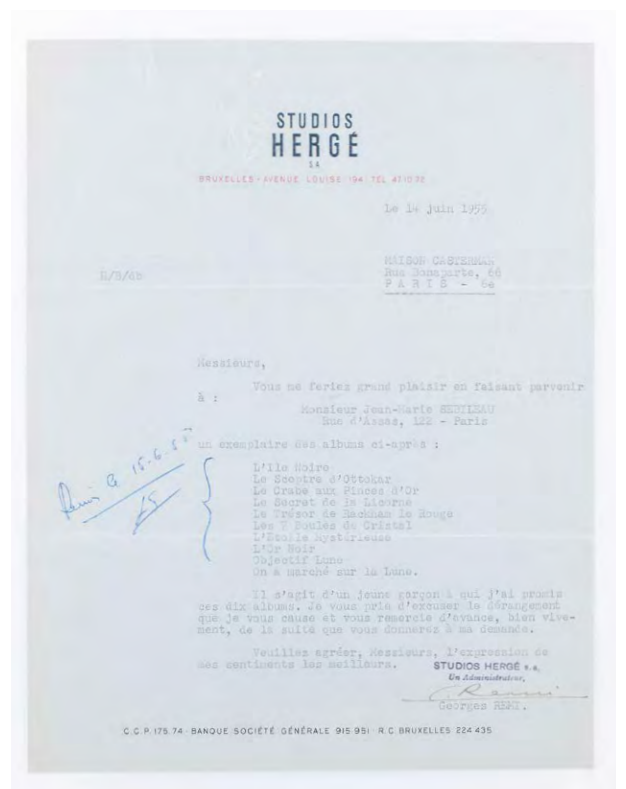 STUDIOS
HERGÉ
S.A
BRUXELLES - AVENUE LOUISE 194 TEL 47.10.72
Le 14 juin 1955
MAISON CASTERMAN
Rue Bonaparte, 66
P A R I S - 6e
Messieurs,
Vous me feriez grand plaisir en faisant parvenir
à :
Monsieur Jean-Marie SEBILEAU
Rue d'Assas, 122 - Paris
un exemplaire des albums ci-après :
15.6.55
L'Ile Noire
Le Sceptre d'Ottokar
Le Crabe aux Pinces d'Or
Le Secret de la Licorne
Le Trésor de Rackham le Rouge
Les 7 Boules de Cristal
L'Etoile Mystérieuse
L'Or Noir
Objectif Lune
On a marché sur la Lune.
Il s'agit d'un jeune garçon à qui j'ai promis
ces dix albums. Je vous prie d'excuser le dérangement
que je vous cause et vous remercie d'avance, bien vive-
ment, de la suite que vous donnerez à ma demande.
Veuillez agréer, Messieurs, l'expression de
mes sentiments les meilleurs.
STUDIOS HERGÉ s.a.
Un Administrateur,
Georges REMI.
C.C.P. 175.74 - BANQUE SOCIÉTÉ GÉNÉRALE 915 951 - R.C. BRUXELLES 224 435